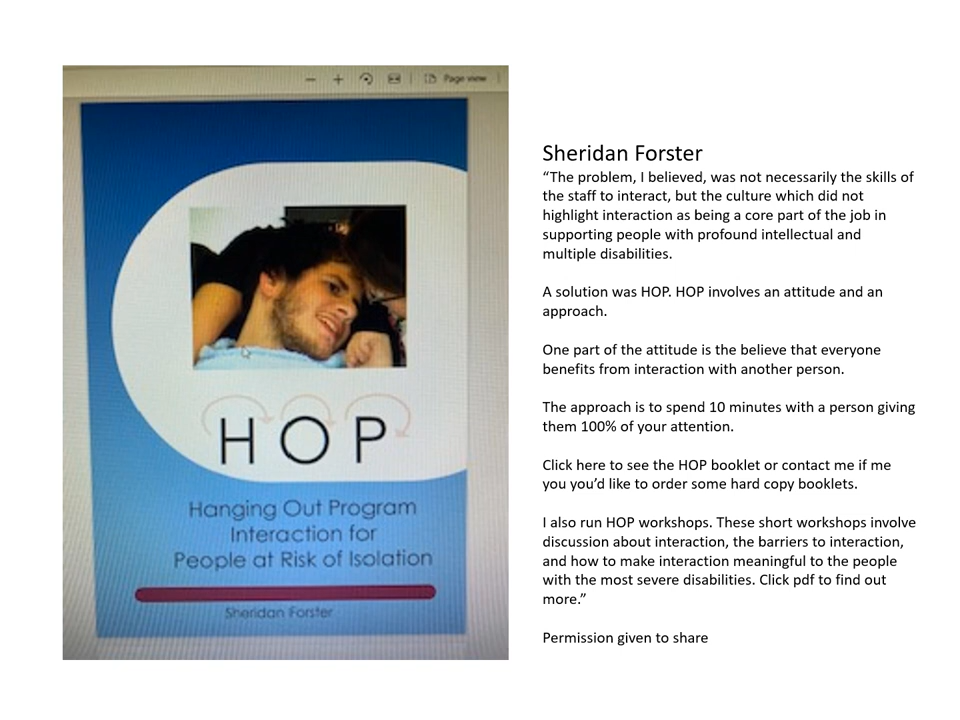 Page view
HOP
Hanging Out Program
Interaction for
People at Risk of Isolation
Sheridan Forster
Sheridan Forster
“The problem, I believed, was not necessarily the skills of
the staff to interact, but the culture which did not
highlight interaction as being a core part of the job in
supporting people with profound intellectual and
multiple disabilities.
A solution was HOP. HOP involves an attitude and an
approach.
One part of the attitude is the believe that everyone
benefits from interaction with another person.
The approach is to spend 10 minutes with a person giving
them 100% of your attention.
Click here to see the HOP booklet or contact me if me
you you’d like to order some hard copy booklets.
I also run HOP workshops. These short workshops involve
discussion about interaction, the barriers to interaction,
and how to make interaction meaningful to the people
with the most severe disabilities. Click pdf to find out
more.”
Permission given to share